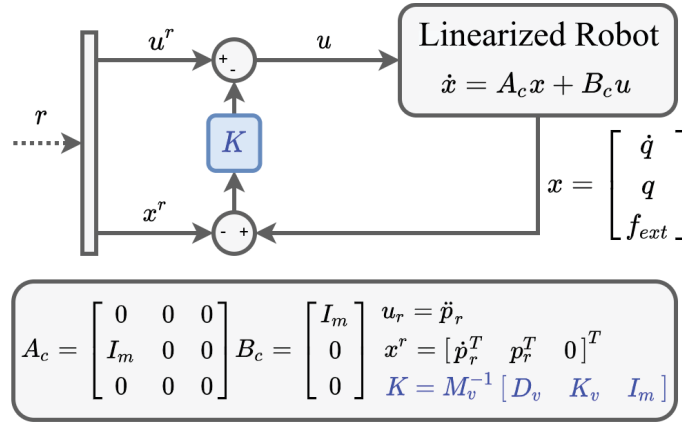 Linearized Robot
ẋ = A_c x + B_c u
u^r
+
-
u
r
K
x = [ q̇
q
f_ext ]
x^r
- +
A_c = [ 0 0 0
I_m 0 0
0 0 0 ]
B_c = [ I_m
0
0 ]
u_r = p̈_r
x^r = [ ṗ_r^T p_r^T 0 ]^T
K = M_v^{-1} [ D_v K_v I_m ]